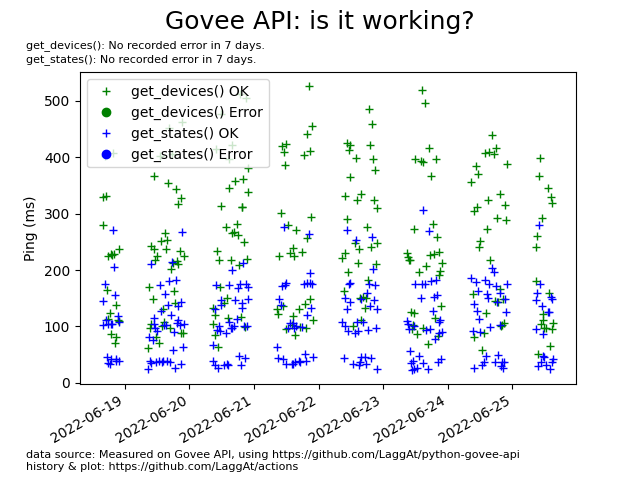 Govee API: is it working?
get_devices(): No recorded error in 7 days.
get_states(): No recorded error in 7 days.
get_devices() OK
get_devices() Error
get_states() OK
get_states() Error
Ping (ms)
500
400
300
200
100
0
2022-06-19
2022-06-20
2022-06-21
2022-06-22
2022-06-23
2022-06-24
2022-06-25
data source: Measured on Govee API, using https://github.com/LaggAt/python-govee-api
history & plot: https://github.com/LaggAt/actions